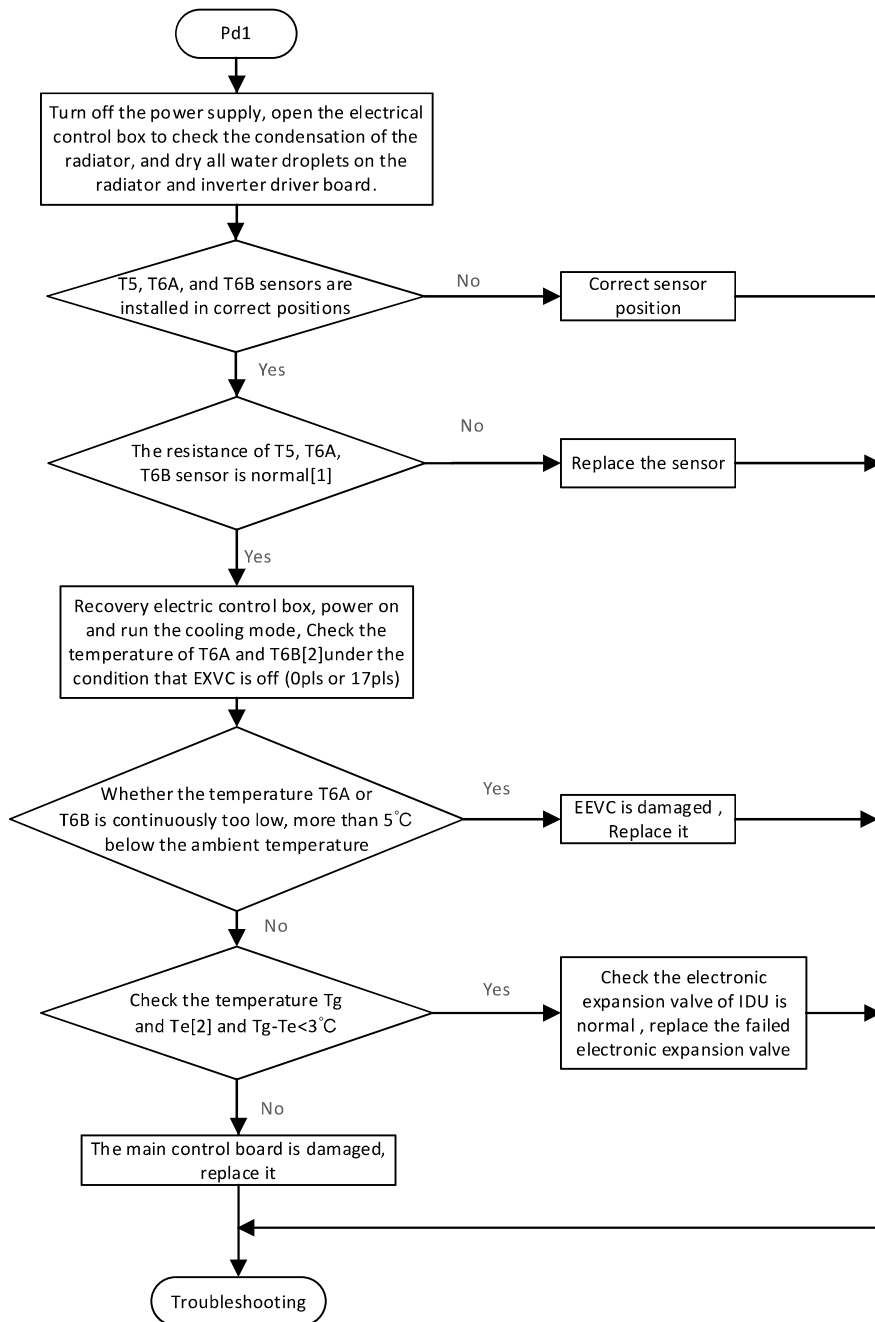 Pd1
Turn off the power supply, open the electrical
control box to check the condensation of the
radiator, and dry all water droplets on the
radiator and inverter driver board.
T5, T6A, and T6B sensors are
installed in correct positions
No
Correct sensor
position
Yes
The resistance of T5, T6A,
T6B sensor is normal[1]
No
Replace the sensor
Yes
Recovery electric control box, power on
and run the cooling mode, Check the
temperature of T6A and T6B[2]under the
condition that EXVC is off (0pls or 17pls)
Whether the temperature T6A or
T6B is continuously too low, more than 5℃
below the ambient temperature
Yes
EEVC is damaged ,
Replace it
No
Check the temperature Tg
and Te[2] and Tg-Te<3℃
Yes
Check the electronic
expansion valve of IDU is
normal , replace the failed
electronic expansion valve
No
The main control board is damaged,
replace it
Troubleshooting